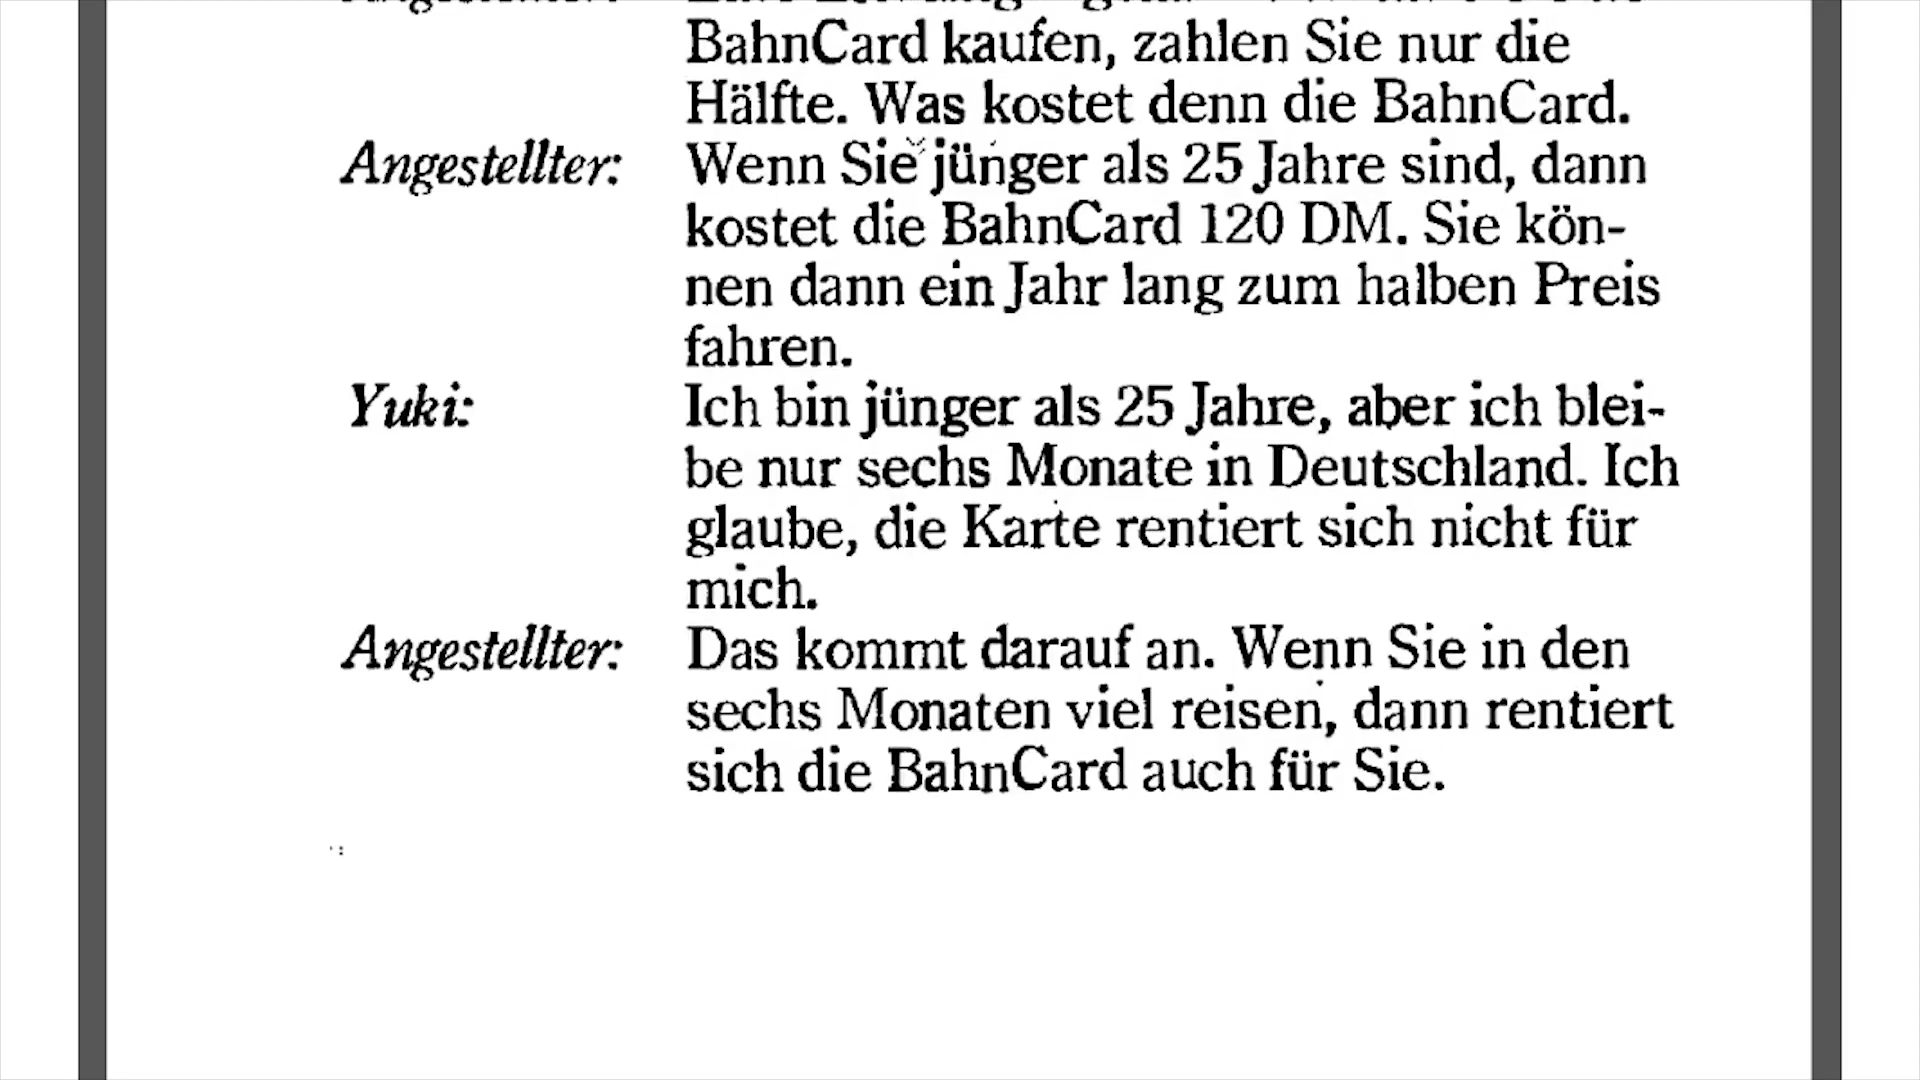 BahnCard kaufen, zahlen Sie nur die
Hälfte. Was kostet denn die BahnCard.
Angestellter: Wenn Sie jünger als 25 Jahre sind, dann
kostet die BahnCard 120 DM. Sie kön-
nen dann ein Jahr lang zum halben Preis
fahren.
Yuki: Ich bin jünger als 25 Jahre, aber ich blei-
be nur sechs Monate in Deutschland. Ich
glaube, die Karte rentiert sich nicht für
mich.
Angestellter: Das kommt darauf an. Wenn Sie in den
sechs Monaten viel reisen, dann rentiert
sich die BahnCard auch für Sie.